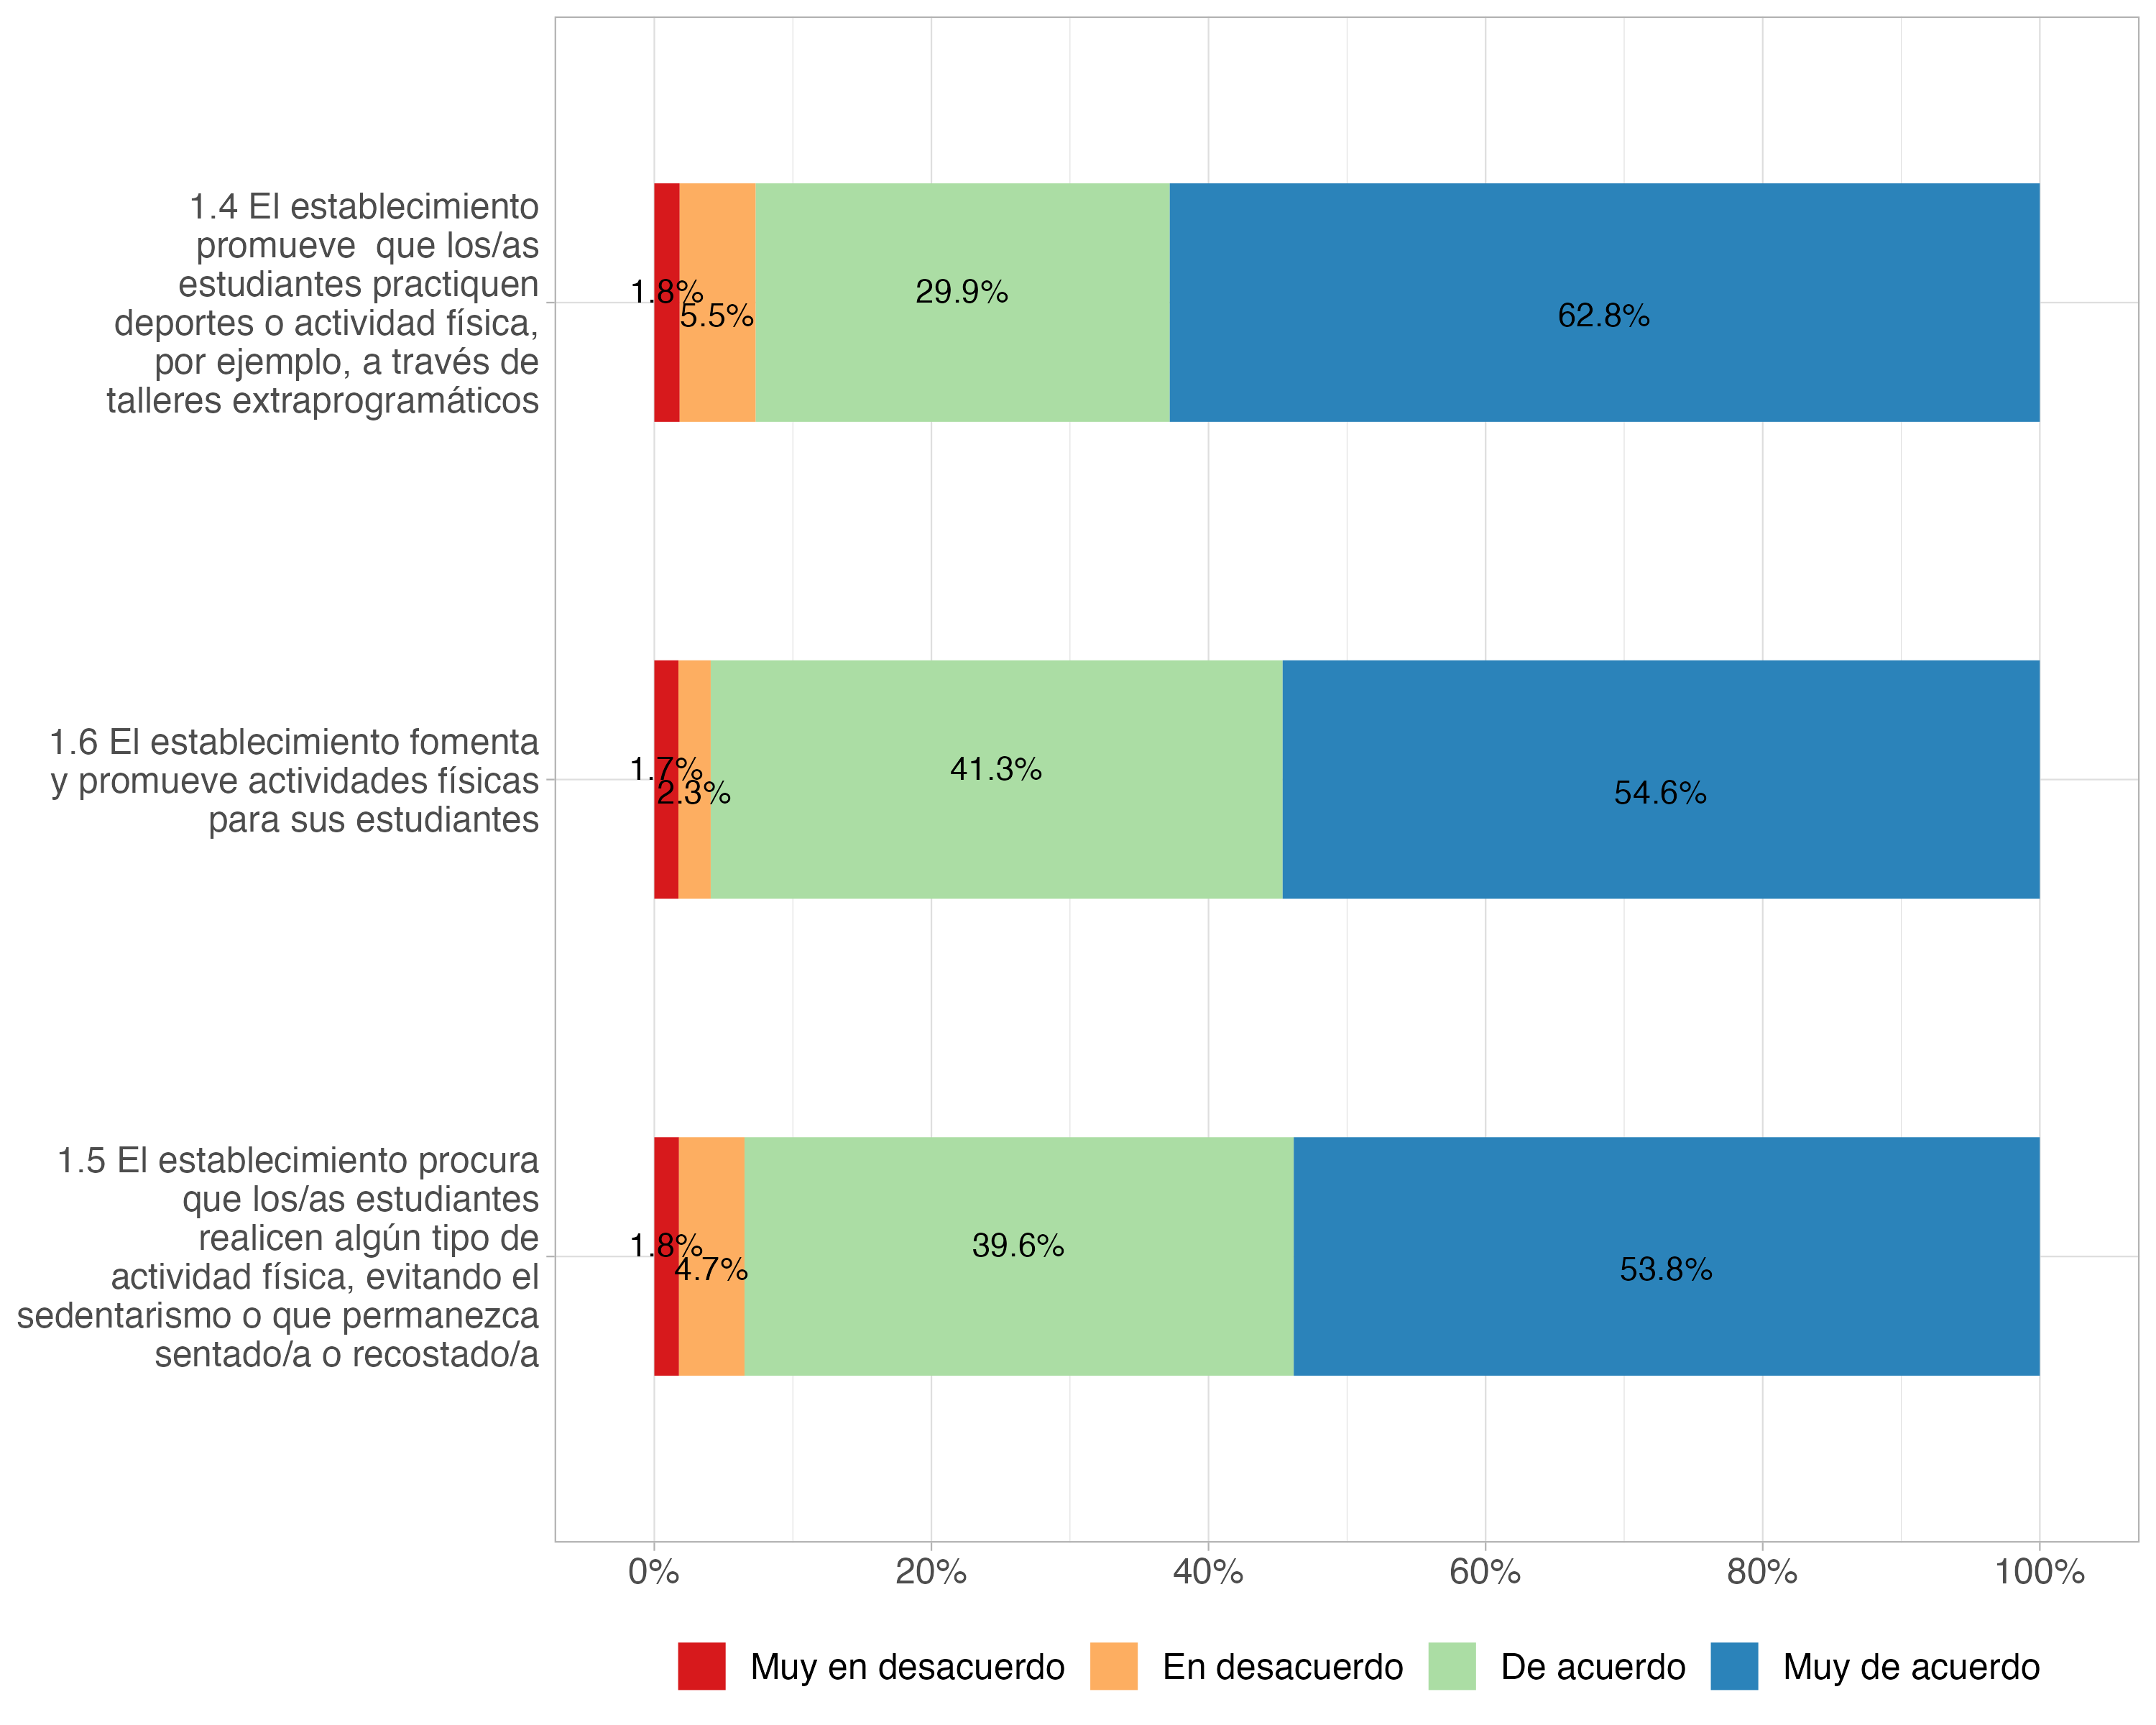 1.4 El establecimiento
promueve  que los/as
estudiantes practiquen
deportes o actividad física,
por ejemplo, a través de
talleres extraprogramáticos
1.8%
5.5%
29.9%
62.8%
1.6 El establecimiento fomenta
y promueve actividades físicas
para sus estudiantes
1.7%
2.3%
41.3%
54.6%
1.5 El establecimiento procura
que los/as estudiantes
realicen algún tipo de
actividad física, evitando el
sedentarismo o que permanezca
sentado/a o recostado/a
1.8%
4.7%
39.6%
53.8%
0% 20% 40% 60% 80% 100%
Muy en desacuerdo En desacuerdo De acuerdo Muy de acuerdo